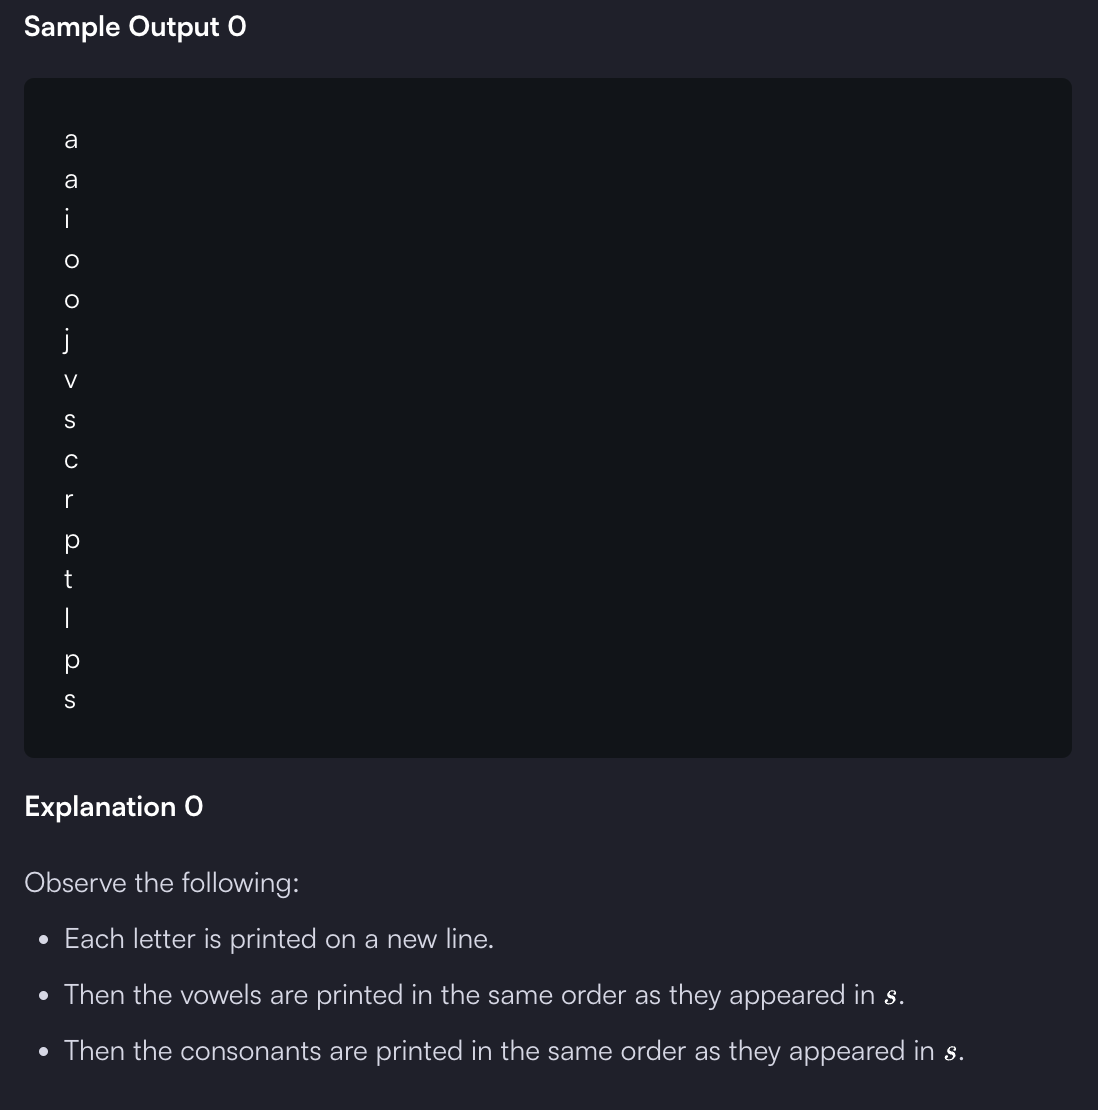 Sample Output 0
a
a
i
o
o
j
v
s
c
r
p
t
l
p
s
Explanation 0
Observe the following:
• Each letter is printed on a new line.
• Then the vowels are printed in the same order as they appeared in s.
• Then the consonants are printed in the same order as they appeared in s.